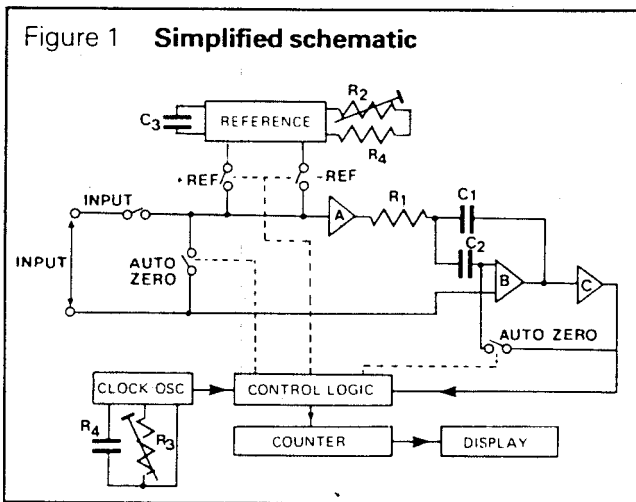 Figure 1 Simplified schematic
R2
C3
REFERENCE
R4
+REF
-REF
INPUT
A
R1
C1
C2
INPUT
AUTO
ZERO
B
C
AUTO ZERO
CLOCK OSC
CONTROL LOGIC
R4
R3
COUNTER
DISPLAY